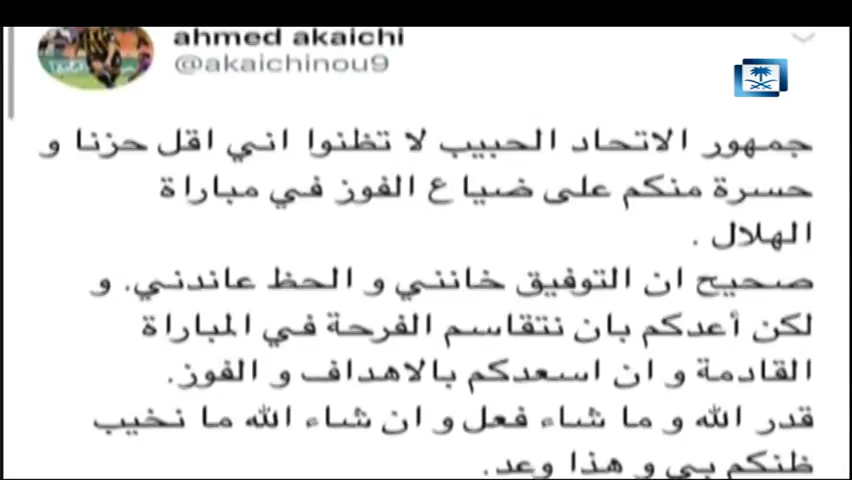 ahmed akaichi
@akaichinou9
جمهور الاتحاد الحبيب لا تظنوا اني اقل حزنا و
حسرة منكم على ضياع الفوز في مباراة
الهلال .
صحيح ان التوفيق خانني و الحظ عاندني. و
لكن أعدكم بان نتقاسم الفرحة في المباراة
القادمة و ان اسعدكم بالاهداف و الفوز.
قدر الله و ما شاء فعل و ان شاء الله ما نخيب
ظنكم بي و هذا وعد.